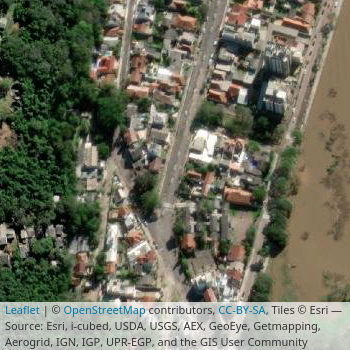 Leaflet | © OpenStreetMap contributors, CC-BY-SA, Tiles © Esri —
Source: Esri, i-cubed, USDA, USGS, AEX, GeoEye, Getmapping,
Aerogrid, IGN, IGP, UPR-EGP, and the GIS User Community